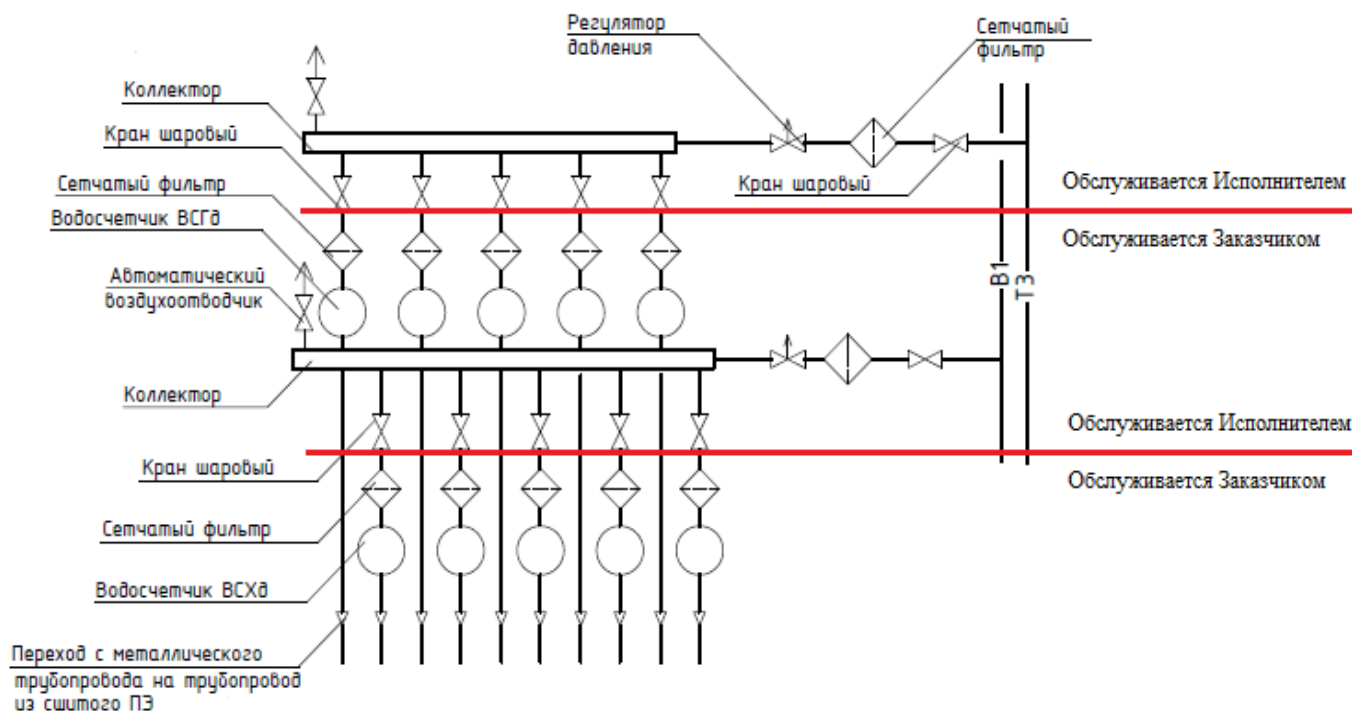 Регулятор
давления
Сетчатый
фильтр
Коллектор
Кран шаровый
Сетчатый фильтр
Водосчетчик ВСГд
Автоматический
воздухоотводчик
Кран шаровый
Обслуживается Исполнителем
Обслуживается Заказчиком
В1
Т3
Коллектор
Обслуживается Исполнителем
Кран шаровый
Обслуживается Заказчиком
Сетчатый фильтр
Водосчетчик ВСХд
Переход с металлического
трубопровода на трубопровод
из сшитого ПЭ